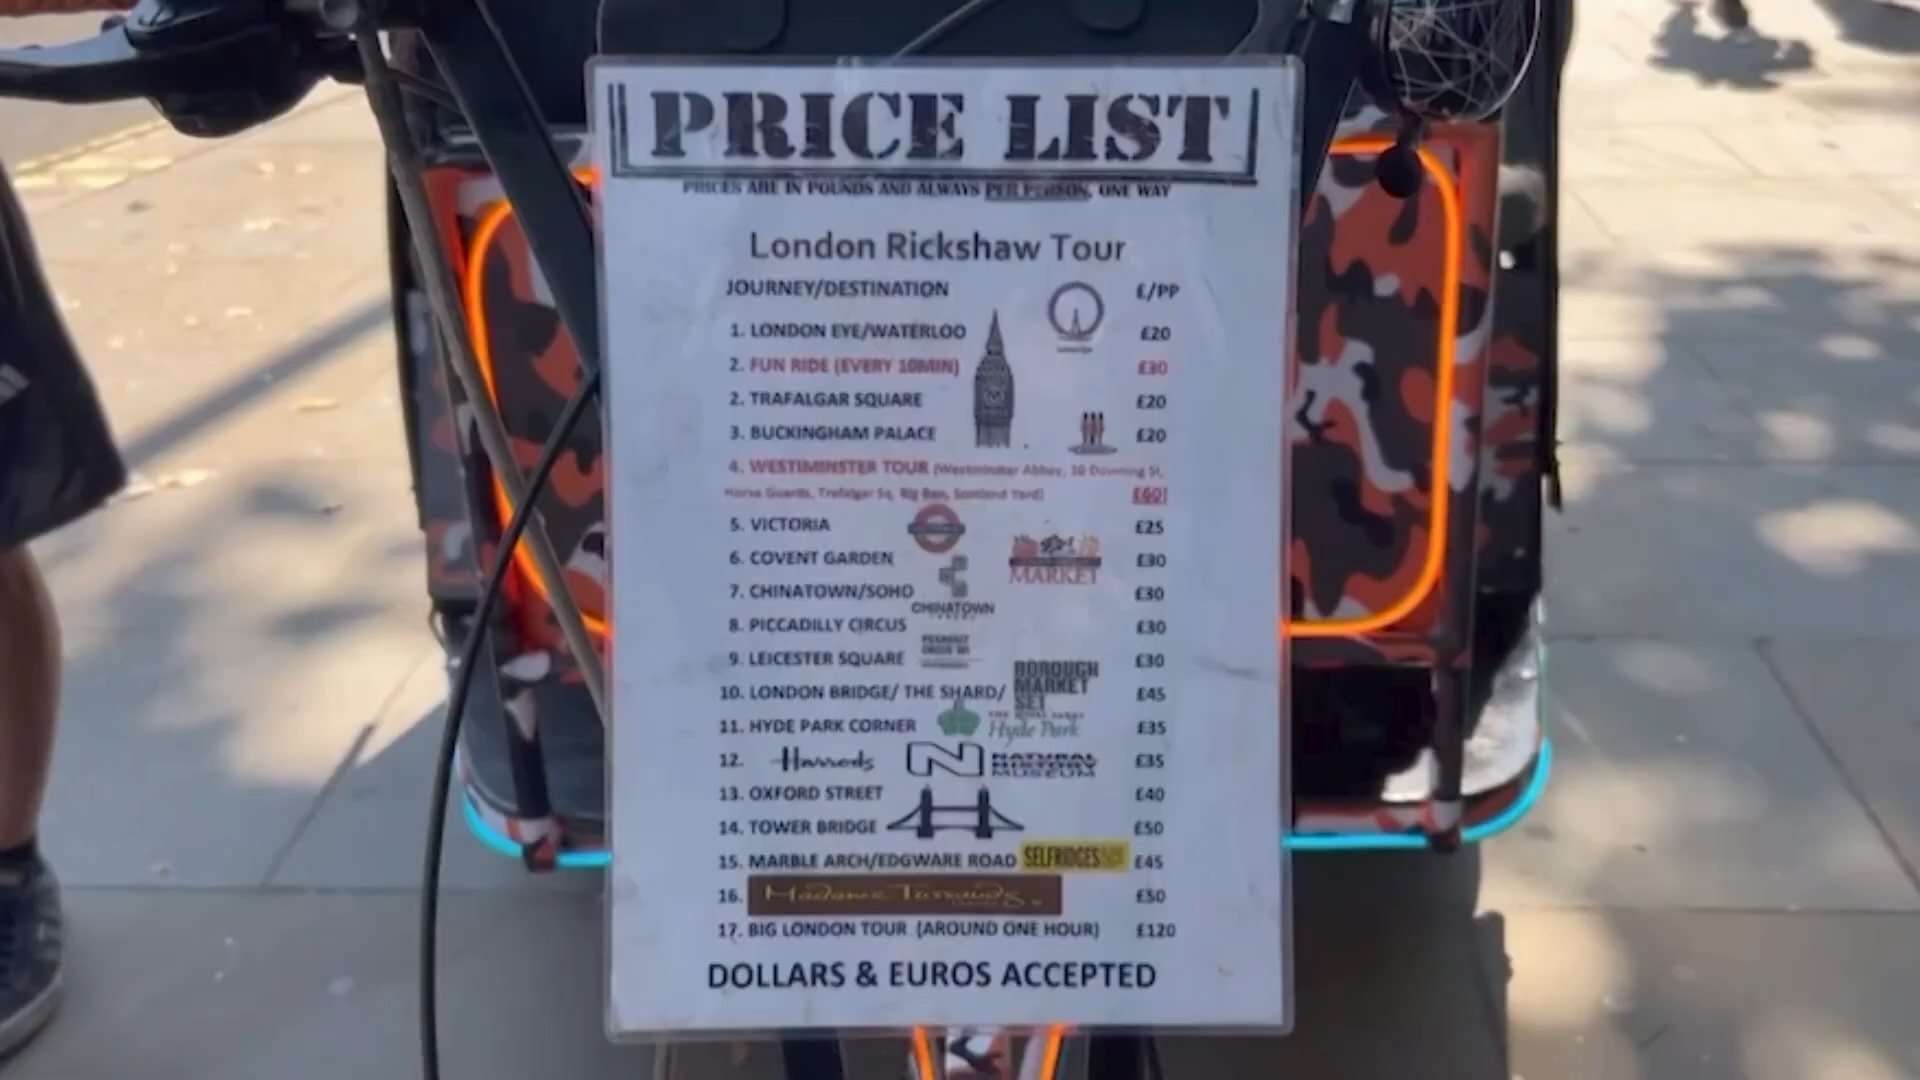 PRICE LIST
PRICES ARE IN POUNDS AND ALWAYS PER PERSON, ONE WAY
London Rickshaw Tour
JOURNEY/DESTINATION £/PP
1. LONDON EYE/WATERLOO £20
2. FUN RIDE (EVERY 10MIN) £30
2. TRAFALGAR SQUARE £20
3. BUCKINGHAM PALACE £20
4. WESTIMINSTER TOUR (Westminster Abbey, 10 Downing St,
Horse Guards, Trafalgar Sq, Big Ben, Scotland Yard) £60!
5. VICTORIA £25
6. COVENT GARDEN £30
MARKET
7. CHINATOWN/SOHO £30
CHINATOWN
8. PICCADILLY CIRCUS £30
9. LEICESTER SQUARE £30
10. LONDON BRIDGE/ THE SHARD/ BOROUGH MARKET £45
11. HYDE PARK CORNER Hyde Park £35
12. Harrods N NATURAL HISTORY MUSEUM £35
13. OXFORD STREET £40
14. TOWER BRIDGE £50
15. MARBLE ARCH/EDGWARE ROAD SELFRIDGES £45
16. Madame Tussauds £50
17. BIG LONDON TOUR (AROUND ONE HOUR) £120
DOLLARS & EUROS ACCEPTED